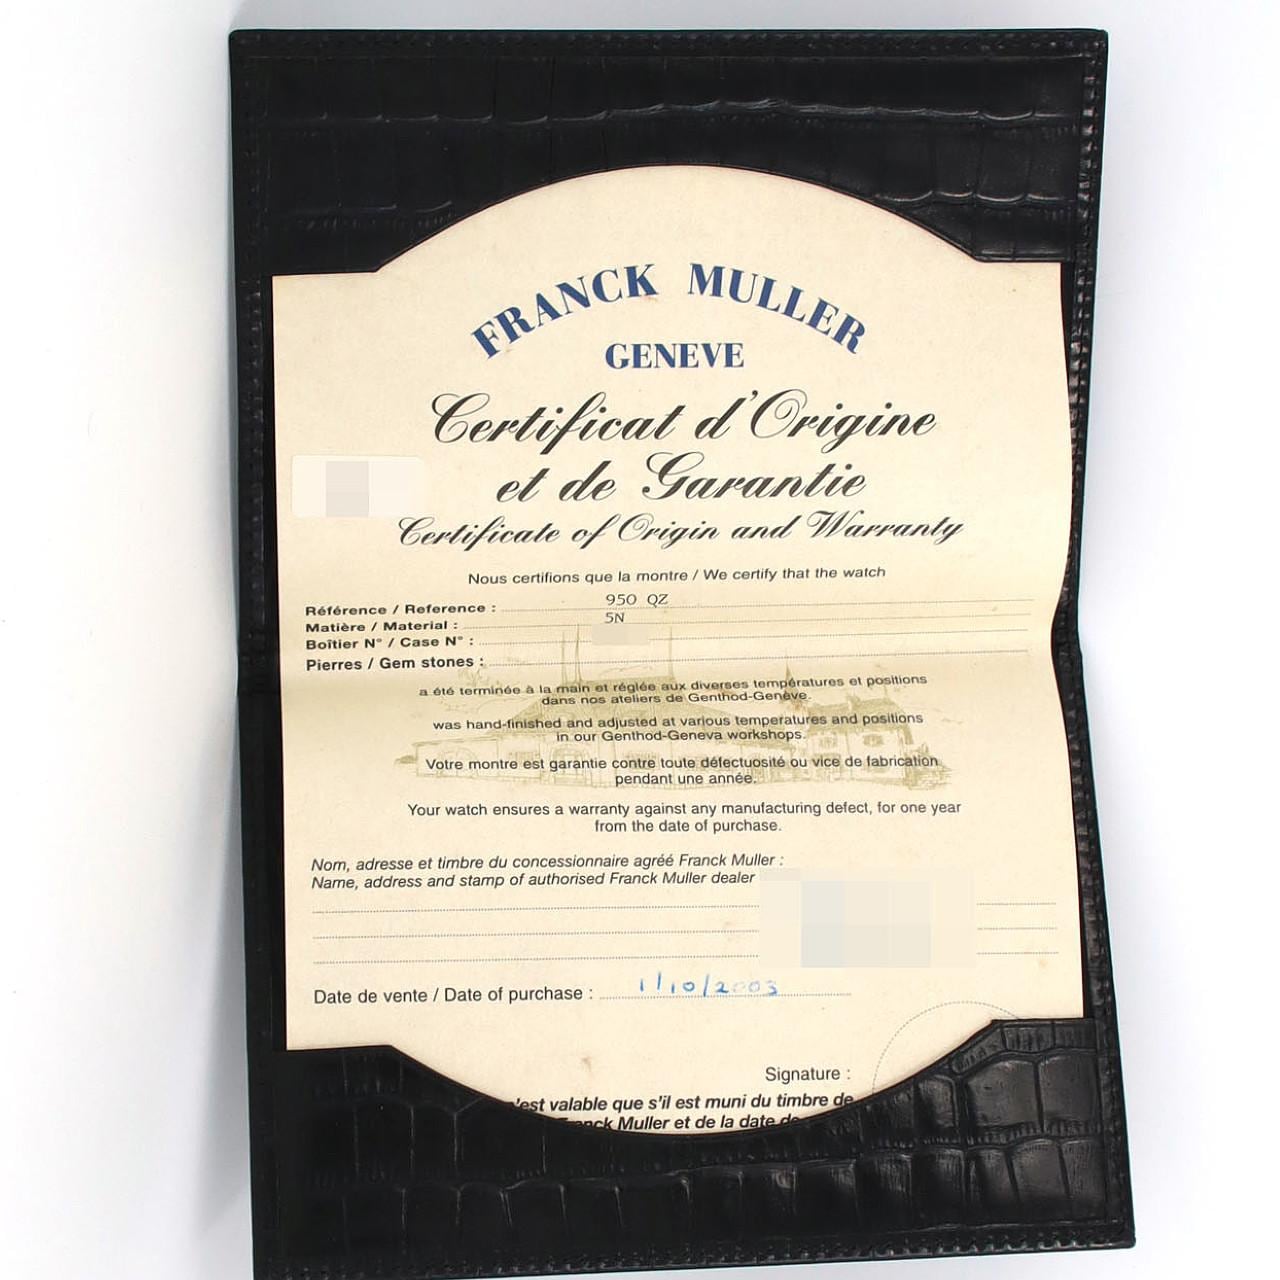 FRANCK MULLER
GENEVE
Certificat d'Origine
et de Garantie
Certificate of Origin and Warranty
Nous certifions que la montre / We certify that the watch
Référence / Reference : 950 QZ
Matière / Material : 5N
Boîtier N° / Case N° :
Pierres / Gem stones :
a été terminée à la main et réglée aux diverses températures et positions
dans nos ateliers de Genthod-Genève.
was hand-finished and adjusted at various temperatures and positions
in our Genthod-Geneva workshops.
Votre montre est garantie contre toute défectuosité ou vice de fabrication
pendant une année.
Your watch ensures a warranty against any manufacturing defect, for one year
from the date of purchase.
Nom, adresse et timbre du concessionnaire agréé Franck Muller :
Name, address and stamp of authorised Franck Muller dealer
Date de vente / Date of purchase : 1/10/2003
Signature :
'est valable que s'il est muni du timbre de
Muller et de la date